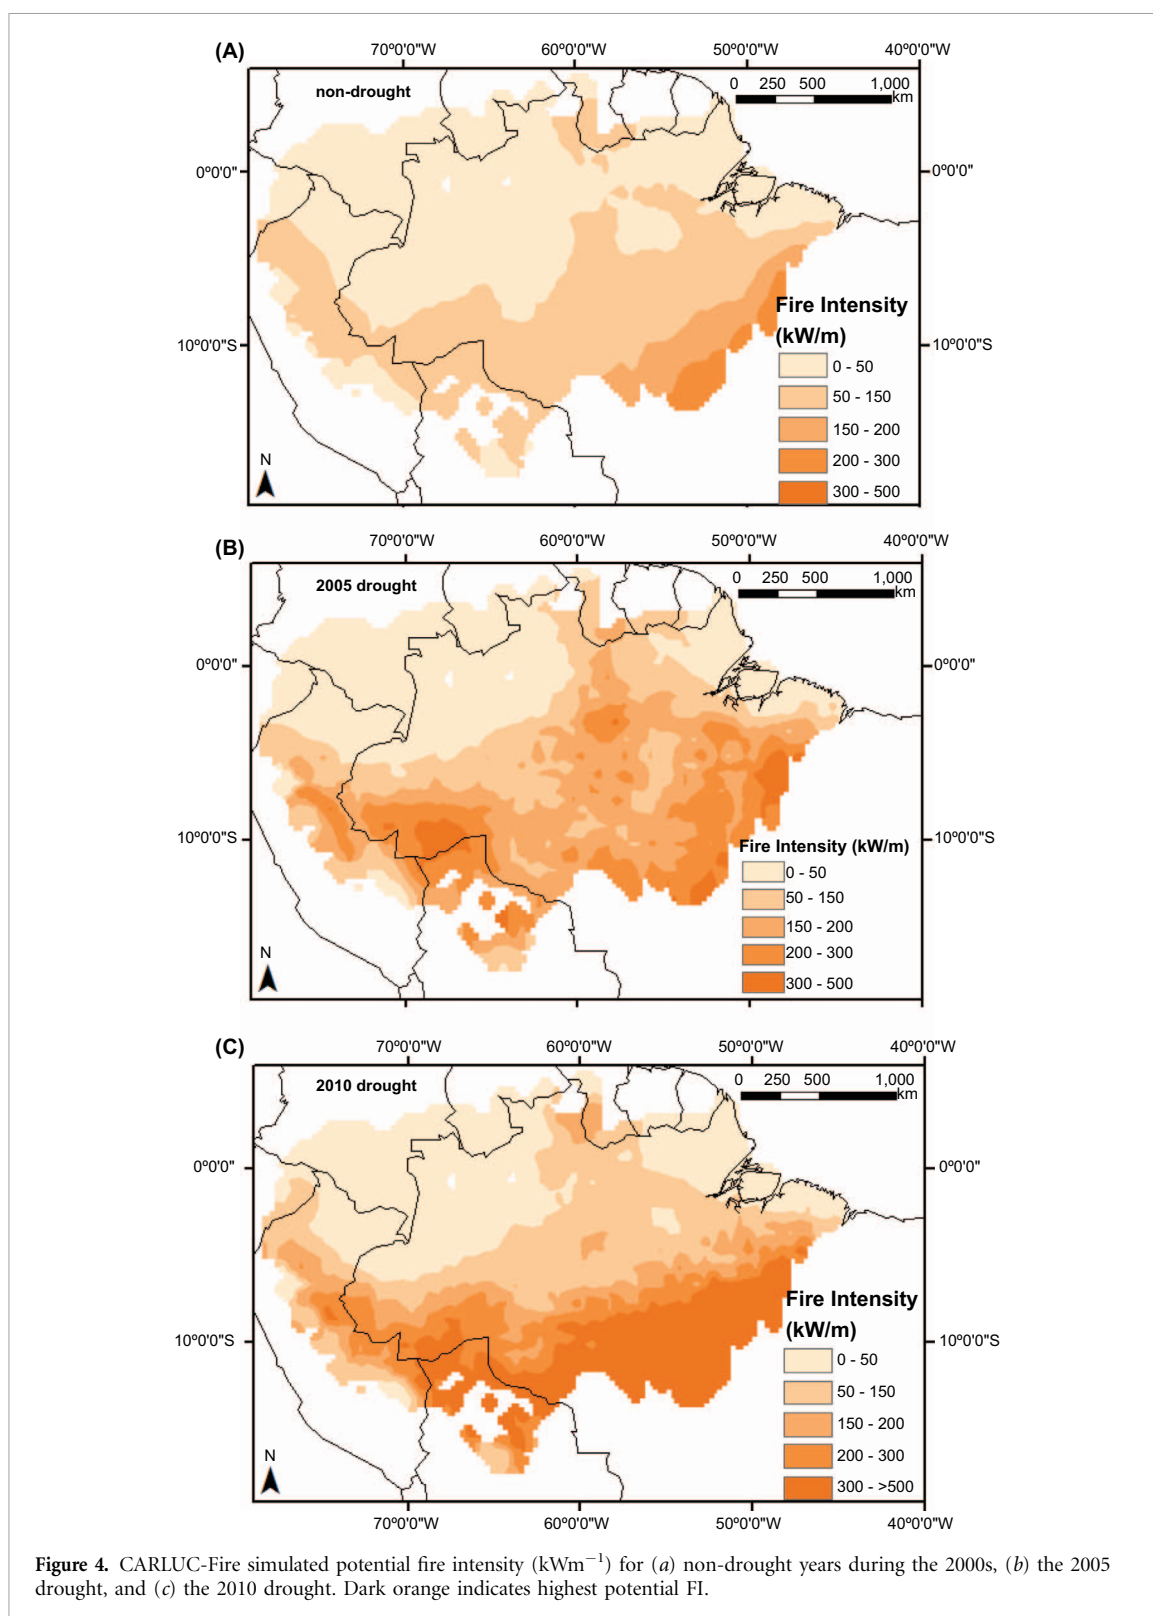 (A)
70º0'0"W 60º0'0"W 50º0'0"W 40º0'0"W
non-drought
0 250 500 1,000
km
0º0'0" 0º0'0"S
10º0'0"S 10º0'0"S
Fire Intensity
(kW/m)
0 - 50
50 - 150
150 - 200
200 - 300
300 - 500
N
(B)
70º0'0"W 60º0'0"W 50º0'0"W 40º0'0"W
2005 drought
0 250 500 1,000
km
0º0'0" 0º0'0"S
10º0'0"S 10º0'0"S
Fire Intensity (kW/m)
0 - 50
50 - 150
150 - 200
200 - 300
300 - 500
N
(C)
70º0'0"W 60º0'0"W 50º0'0"W 40º0'0"W
2010 drought
0 250 500 1,000
km
0º0'0" 0º0'0"S
10º0'0"S 10º0'0"S
Fire Intensity
(kW/m)
0 - 50
50 - 150
150 - 200
200 - 300
300 - >500
N
70º0'0"W 60º0'0"W 50º0'0"W 40º0'0"W
Figure 4. CARLUC-Fire simulated potential fire intensity (kWm−1) for (a) non-drought years during the 2000s, (b) the 2005
drought, and (c) the 2010 drought. Dark orange indicates highest potential FI.